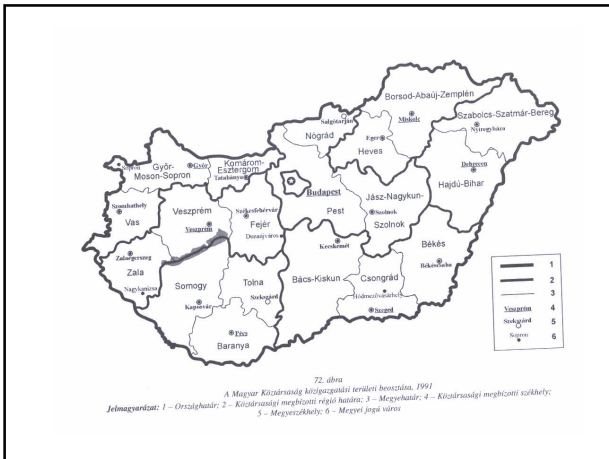 Borsod-Abaúj-Zemplén
Szabolcs-Szatmár-Bereg
Salgótarján
Miskolc
Nyíregyháza
Nógrád
Eger
Heves
Sopron
Győr
Győr-
Moson-Sopron
Komárom-
Esztergom
Tatabánya
Debrecen
Hajdú-Bihar
Budapest
Pest
Jász-Nagykun-
Szolnok
Szolnok
Szombathely
Vas
Veszprém
Veszprém
Székesfehérvár
Fejér
Dunaújváros
Kecskemét
Békés
Békéscsaba
Zalaegerszeg
Zala
Nagykanizsa
Somogy
Kaposvár
Tolna
Szekszárd
Bács-Kiskun
Csongrád
Hódmezővásárhely
Szeged
Pécs
Baranya
1
2
3
Veszprém 4
Szekszárd 5
Sopron 6
72. ábra
A Magyar Köztársaság közigazgatási területi beosztása, 1991
Jelmagyarázat: 1 – Országhatár; 2 – Köztársasági megbízotti régió határa; 3 – Megyehatár; 4 – Köztársasági megbízotti székhely;
5 – Megyeszékhely; 6 – Megyei jogú város